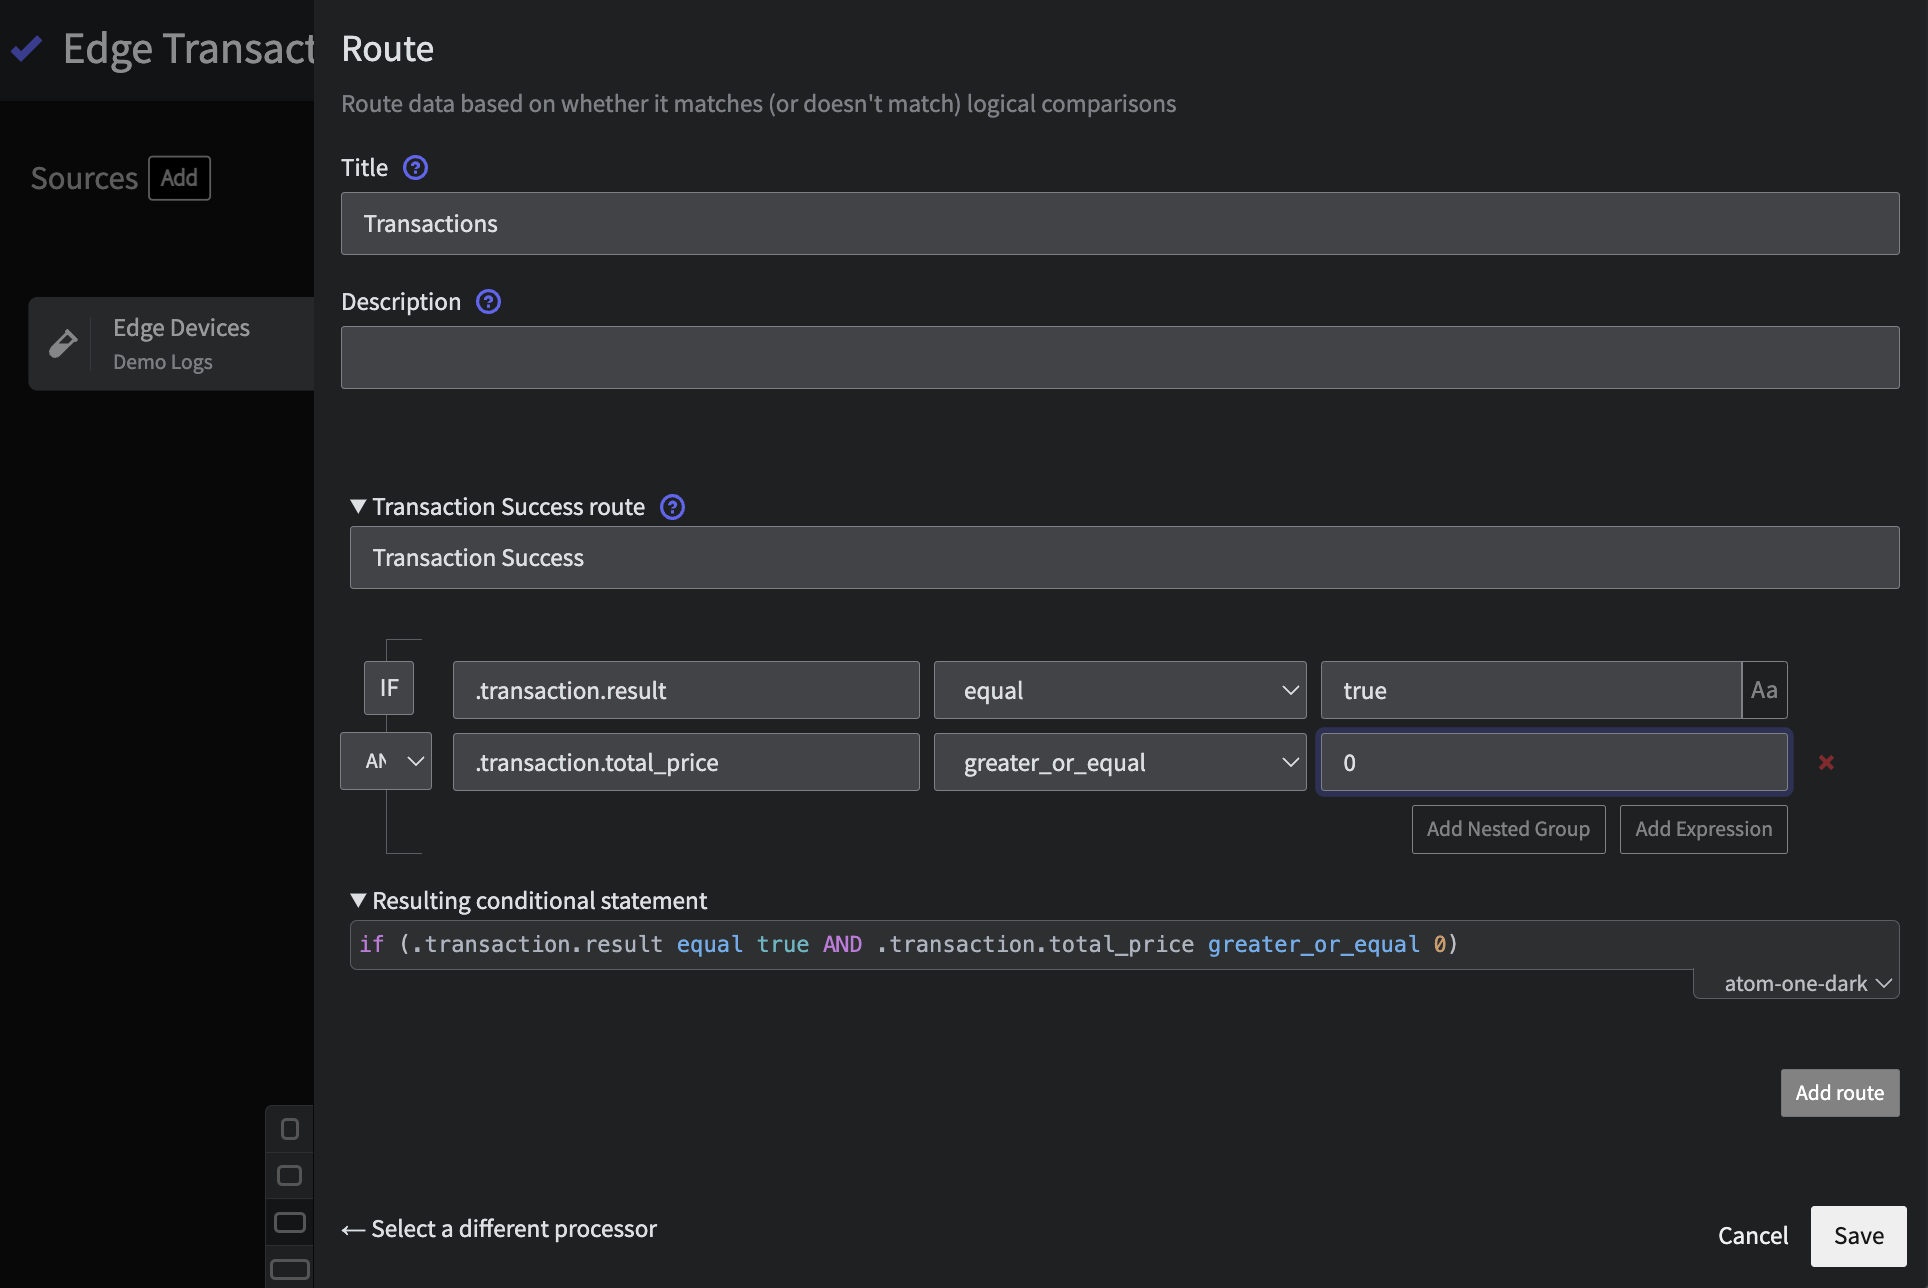 Edge Transact
Sources
Add
Edge Devices
Demo Logs
Route
Route data based on whether it matches (or doesn't match) logical comparisons
Title ?
Transactions
Description ?
▼ Transaction Success route ?
Transaction Success
IF .transaction.result equal true Aa
AN .transaction.total_price greater_or_equal 0
Add Nested Group Add Expression
▼ Resulting conditional statement
if (.transaction.result equal true AND .transaction.total_price greater_or_equal 0)
atom-one-dark
Add route
← Select a different processor
Cancel Save